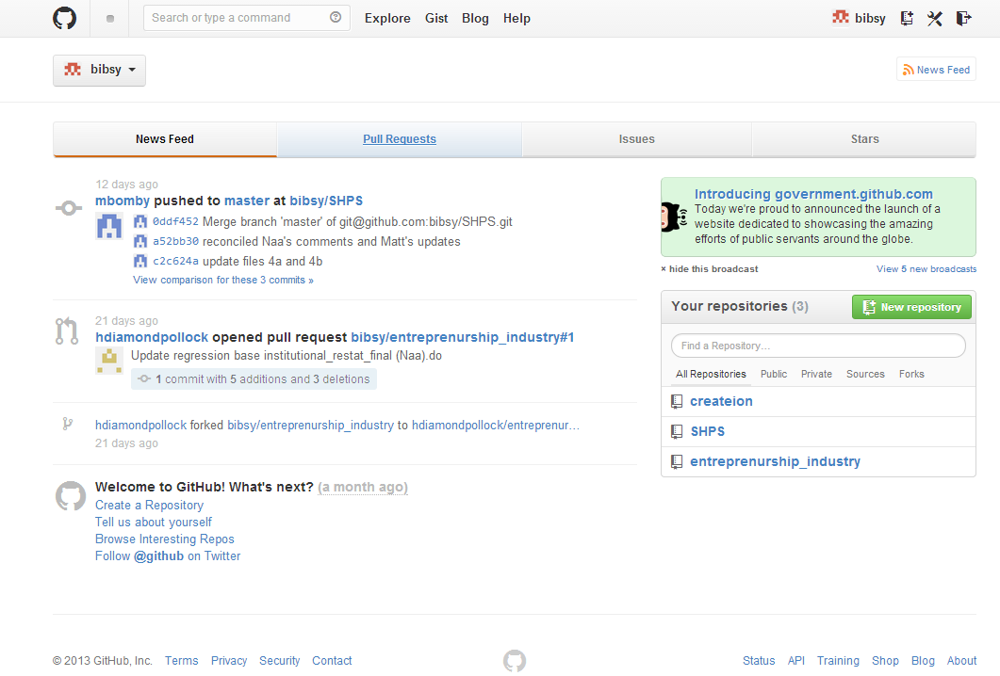 Search or type a command
Explore Gist Blog Help
bibsy
bibsy
News Feed
News Feed Pull Requests Issues Stars
12 days ago
mbomby pushed to master at bibsy/SHPS
0ddf452 Merge branch 'master' of git@github.com:bibsy/SHPS.git
a52bb30 reconciled Naa's comments and Matt's updates
c2c624a update files 4a and 4b
View comparison for these 3 commits »
21 days ago
hdiamondpollock opened pull request bibsy/entreprenurship_industry#1
Update regression base institutional_restat_final (Naa).do
1 commit with 5 additions and 3 deletions
hdiamondpollock forked bibsy/entreprenurship_industry to hdiamondpollock/entreprenur…
21 days ago
Welcome to GitHub! What's next? (a month ago)
Create a Repository
Tell us about yourself
Browse Interesting Repos
Follow @github on Twitter
Introducing government.github.com
Today we're proud to announced the launch of a
website dedicated to showcasing the amazing
efforts of public servants around the globe.
× hide this broadcast View 5 new broadcasts
Your repositories (3) New repository
Find a Repository…
All Repositories Public Private Sources Forks
createion
SHPS
entreprenurship_industry
© 2013 GitHub, Inc. Terms Privacy Security Contact
Status API Training Shop Blog About